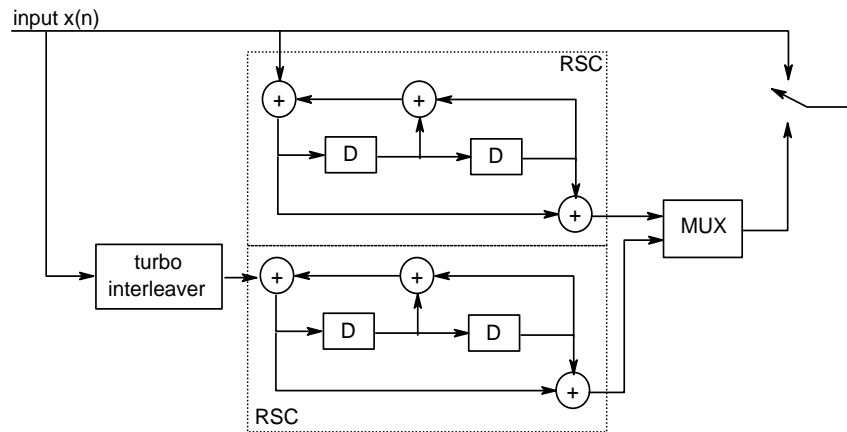 input x(n)
RSC
+
+
D
D
+
MUX
turbo
interleaver
+
+
D
D
+
RSC